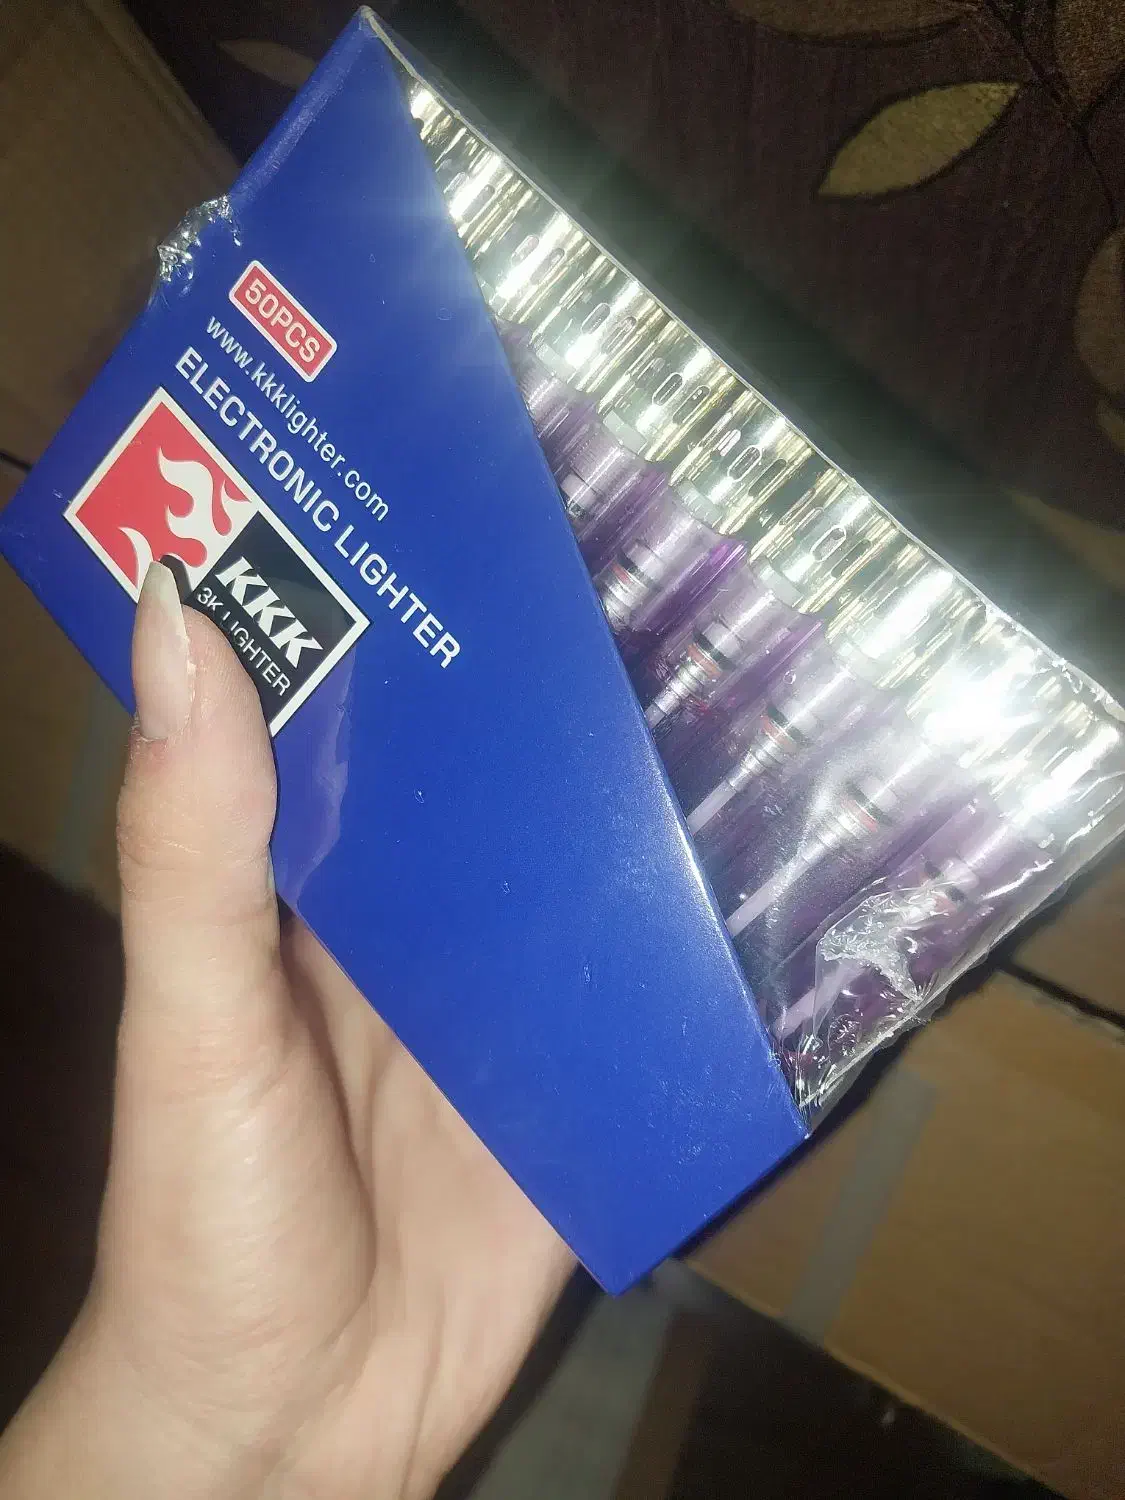 50PCS
www.kkklighter.com
ELECTRONIC LIGHTER
KKK
3K LIGHTER